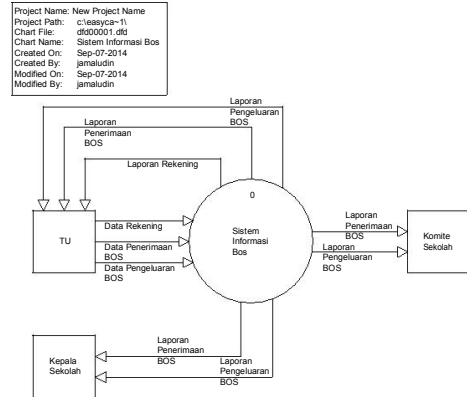 Project Name: New Project Name
Project Path: c:\easyca~1\
Chart File: dfd00001.dfd
Chart Name: Sistem Informasi Bos
Created On: Sep-07-2014
Created By: jamaludin
Modified On: Sep-07-2014
Modified By: jamaludin
Laporan
Pengeluaran
BOS
Laporan
Penerimaan
BOS
Laporan Rekening
0
Sistem
Informasi
Bos
TU
Data Rekening
Data Penerimaan
BOS
Data Pengeluaran
BOS
Laporan
Penerimaan
BOS
Laporan
Pengeluaran
BOS
Komite
Sekolah
Laporan
Penerimaan
BOS
Laporan
Pengeluaran
BOS
Kepala
Sekolah